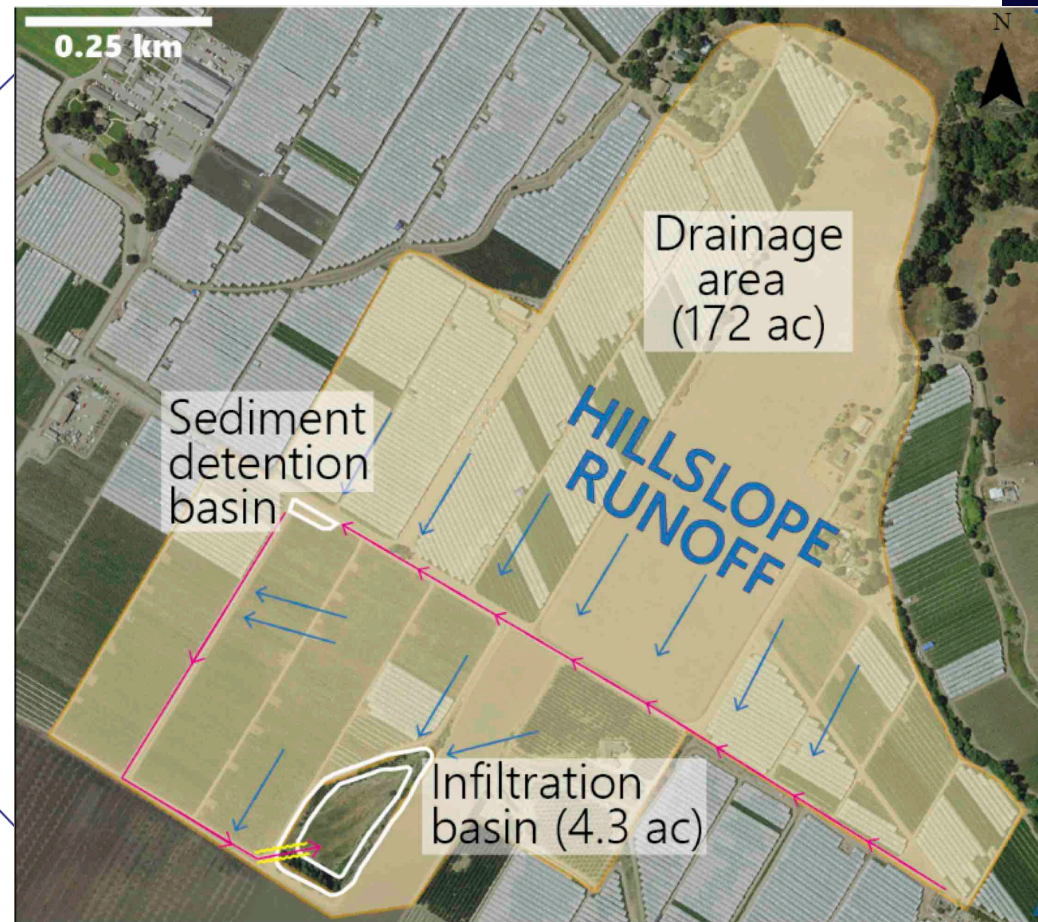 0.25 km
N
Drainage
area
(172 ac)
HILLSLOPE
RUNOFF
Sediment
detention
basin
Infiltration
basin (4.3 ac)